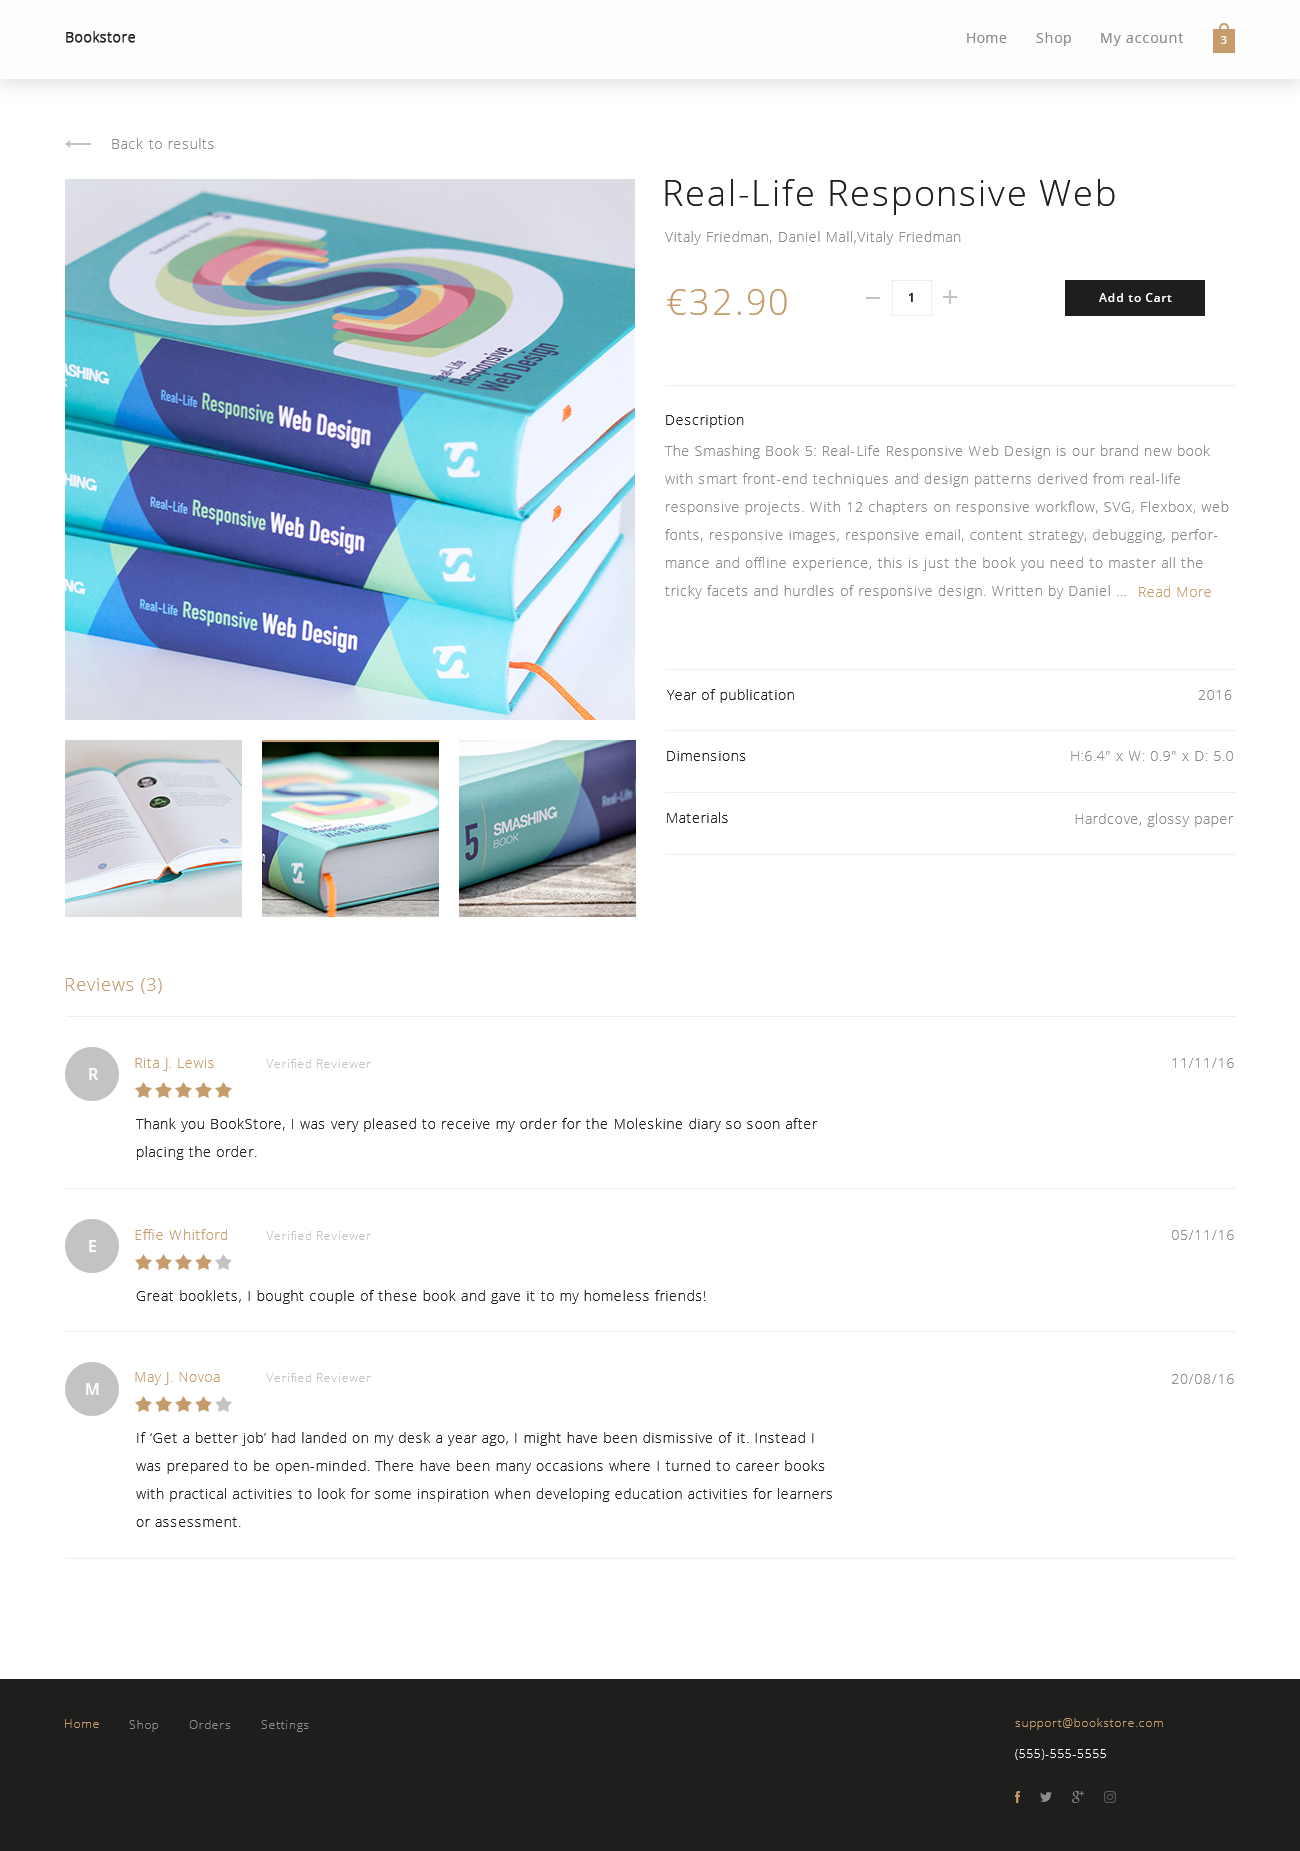 Bookstore
Home Shop My account 3
Back to results
Real-Life Responsive Web
Vitaly Friedman, Daniel Mall,Vitaly Friedman
€32.90 1 Add to Cart
Real-Life
Responsive
Web Design
Real-Life Responsive Web Design
Real-Life Responsive Web Design
Real-Life Responsive Web Design
5 SMASHING
BOOK
Description
The Smashing Book 5: Real-Life Responsive Web Design is our brand new book
with smart front-end techniques and design patterns derived from real-life
responsive projects. With 12 chapters on responsive workflow, SVG, Flexbox, web
fonts, responsive images, responsive email, content strategy, debugging, perfor-
mance and offline experience, this is just the book you need to master all the
tricky facets and hurdles of responsive design. Written by Daniel ... Read More
Year of publication 2016
Dimensions H:6.4" x W: 0.9" x D: 5.0
Materials Hardcove, glossy paper
Reviews (3)
R Rita J. Lewis Verified Reviewer 11/11/16
Thank you BookStore, I was very pleased to receive my order for the Moleskine diary so soon after
placing the order.
E Effie Whitford Verified Reviewer 05/11/16
Great booklets, I bought couple of these book and gave it to my homeless friends!
M May J. Novoa Verified Reviewer 20/08/16
If ‘Get a better job’ had landed on my desk a year ago, I might have been dismissive of it. Instead I
was prepared to be open-minded. There have been many occasions where I turned to career books
with practical activities to look for some inspiration when developing education activities for learners
or assessment.
Home Shop Orders Settings
support@bookstore.com
(555)-555-5555